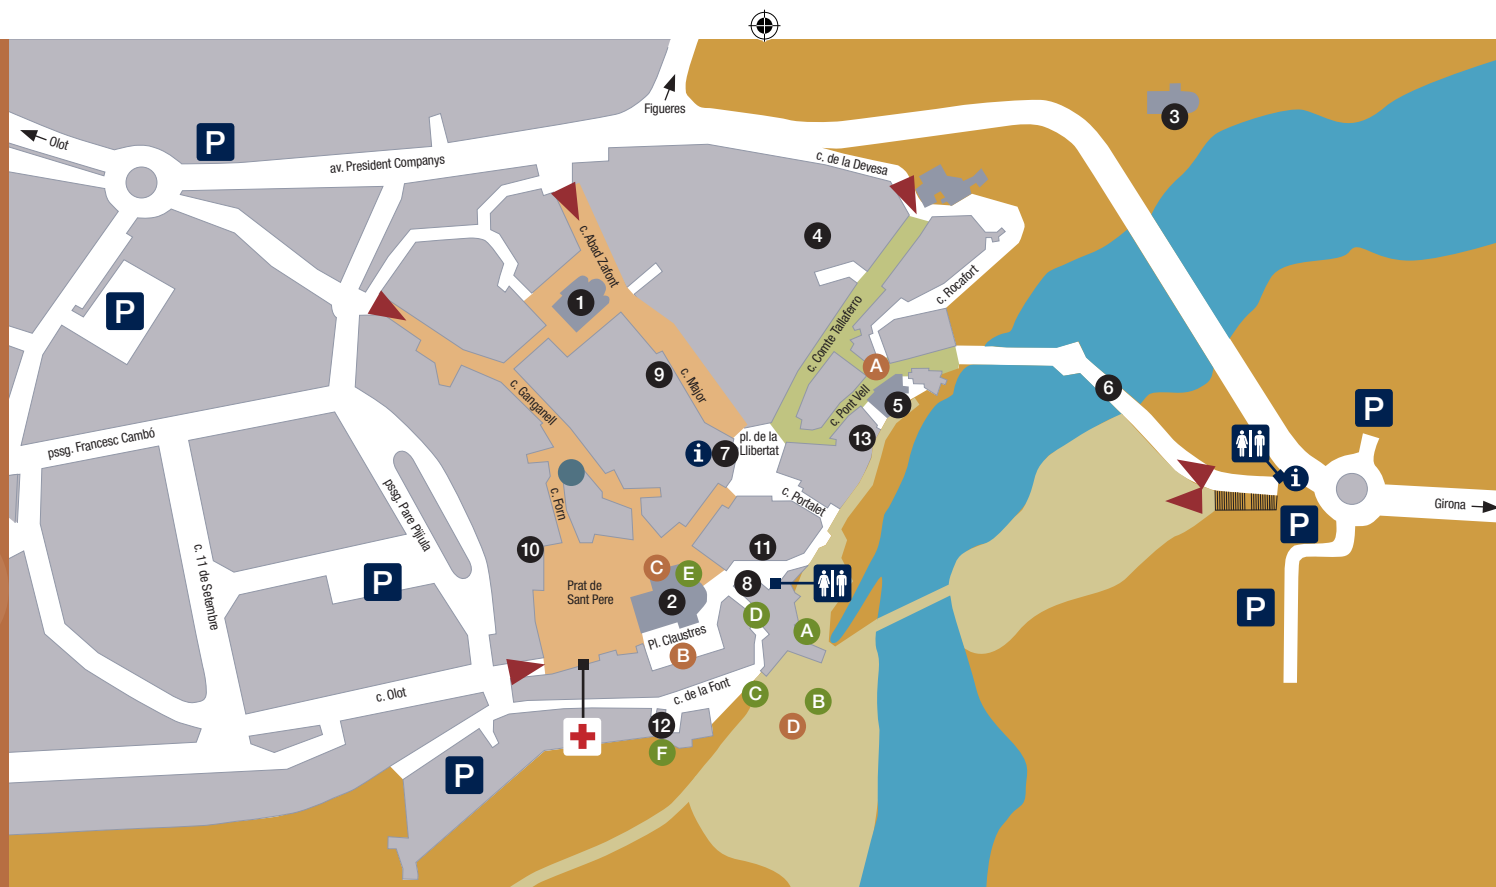 Figueres
3
Olot
P
av. President Companys
c. de la Devesa
4
c. Abad Zafont
c. Rocafort
1
P
c. Comte Tallaferro
A
9
c. Major
6
c. Ganganell
c. Pont Vell
5
P
pssg. Francesc Cambó
pl. de la
Llibertat
13
i
7
i
pssg. Pare Pijiula
c. Forn
c. Portalet
Girona
P
10
11
c. 11 de Setembre
P
Prat de
Sant Pere
C
E
8
2
P
D
A
Pl. Claustres
B
c. Olot
c. de la Font
C
B
12
D
F
P